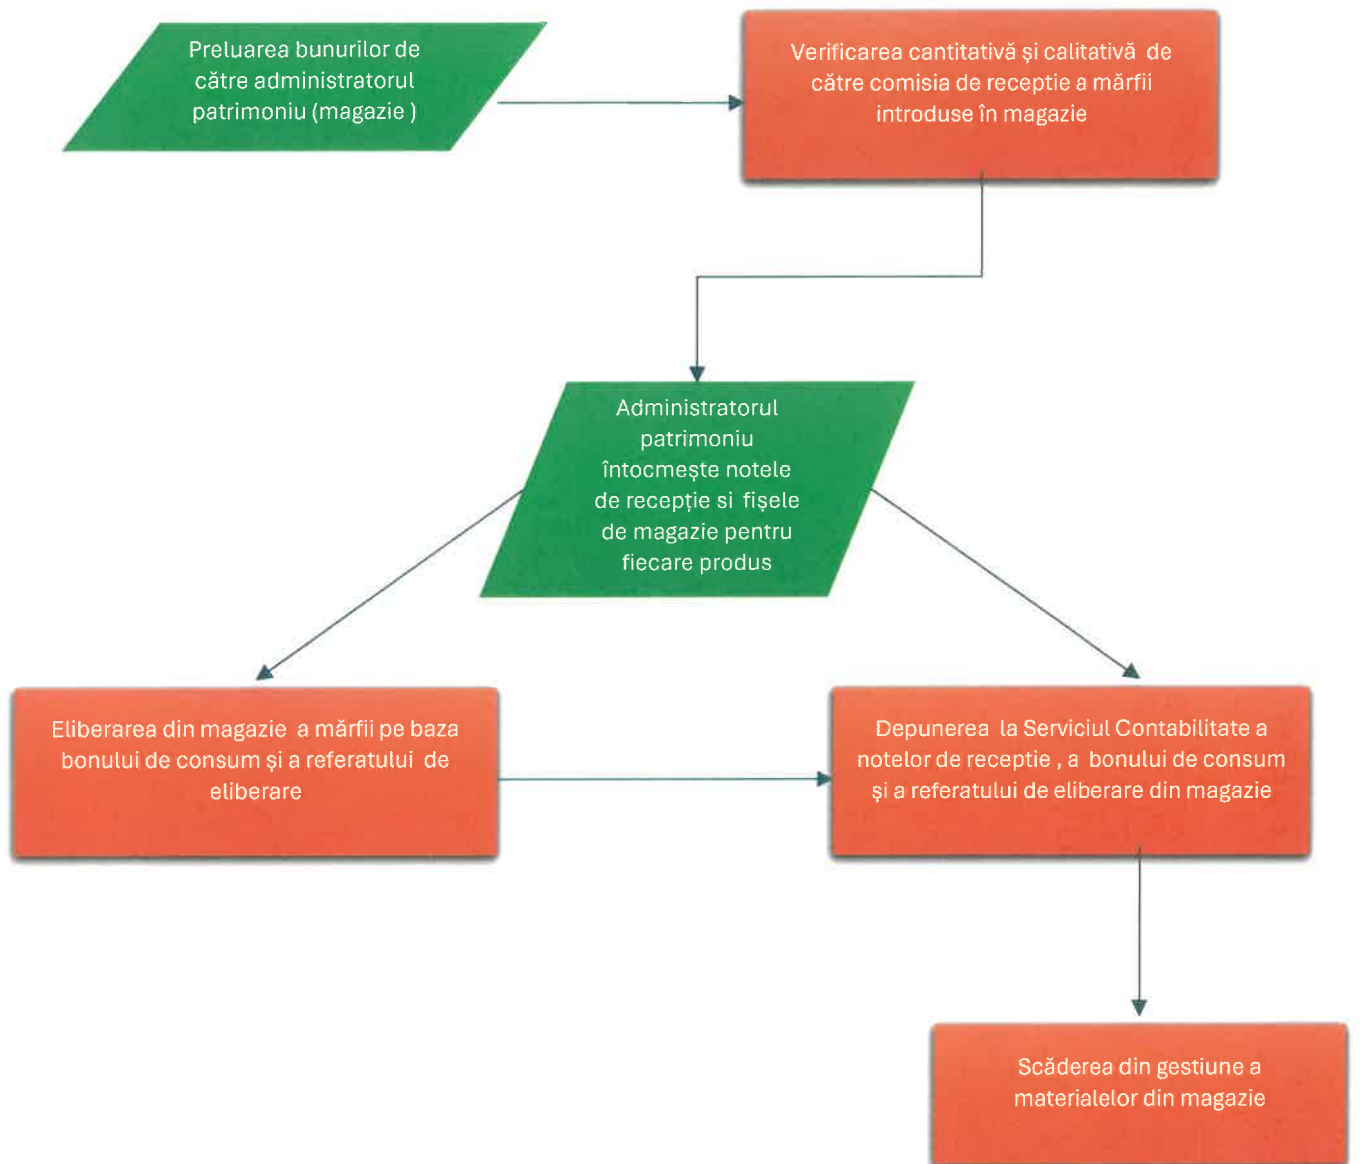 Preluarea bunurilor de
către administratorul
patrimoniu (magazie )
Verificarea cantitativă și calitativă de
către comisia de receptie a mărfii
introduse în magazie
Administratorul
patrimoniu
întocmește notele
de recepție si fișele
de magazie pentru
fiecare produs
Eliberarea din magazie a mărfii pe baza
bonului de consum și a referatului de
eliberare
Depunerea la Serviciul Contabilitate a
notelor de receptie , a bonului de consum
și a referatului de eliberare din magazie
Scăderea din gestiune a
materialelor din magazie